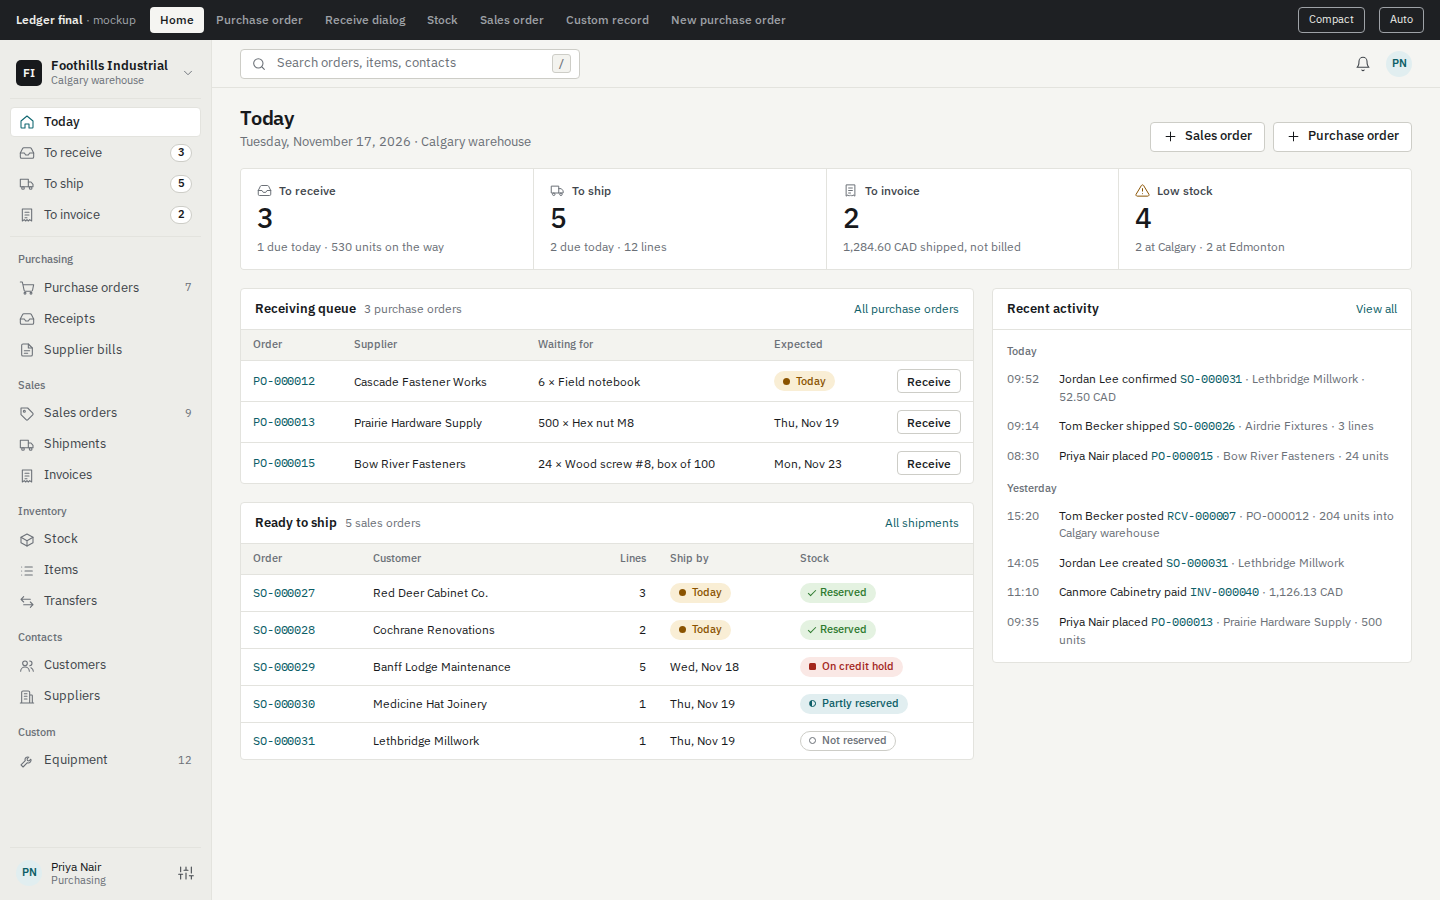 Ledger final · mockup
Home
Purchase order
Receive dialog
Stock
Sales order
Custom record
New purchase order
Compact
Auto
FI
Foothills Industrial
Calgary warehouse
Search orders, items, contacts
/
PN
Today
To receive 3
To ship 5
To invoice 2
Purchasing
Purchase orders 7
Receipts
Supplier bills
Sales
Sales orders 9
Shipments
Invoices
Inventory
Stock
Items
Transfers
Contacts
Customers
Suppliers
Custom
Equipment 12
PN
Priya Nair
Purchasing
Today
Tuesday, November 17, 2026 · Calgary warehouse
Sales order
Purchase order
To receive
3
1 due today · 530 units on the way
To ship
5
2 due today · 12 lines
To invoice
2
1,284.60 CAD shipped, not billed
Low stock
4
2 at Calgary · 2 at Edmonton
Receiving queue 3 purchase orders All purchase orders
Order Supplier Waiting for Expected
PO-000012 Cascade Fastener Works 6 × Field notebook Today Receive
PO-000013 Prairie Hardware Supply 500 × Hex nut M8 Thu, Nov 19 Receive
PO-000015 Bow River Fasteners 24 × Wood screw #8, box of 100 Mon, Nov 23 Receive
Ready to ship 5 sales orders All shipments
Order Customer Lines Ship by Stock
SO-000027 Red Deer Cabinet Co. 3 Today Reserved
SO-000028 Cochrane Renovations 2 Today Reserved
SO-000029 Banff Lodge Maintenance 5 Wed, Nov 18 On credit hold
SO-000030 Medicine Hat Joinery 1 Thu, Nov 19 Partly reserved
SO-000031 Lethbridge Millwork 1 Thu, Nov 19 Not reserved
Recent activity View all
Today
09:52 Jordan Lee confirmed SO-000031 · Lethbridge Millwork ·
52.50 CAD
09:14 Tom Becker shipped SO-000026 · Airdrie Fixtures · 3 lines
08:30 Priya Nair placed PO-000015 · Bow River Fasteners · 24 units
Yesterday
15:20 Tom Becker posted RCV-000007 · PO-000012 · 204 units into
Calgary warehouse
14:05 Jordan Lee created SO-000031 · Lethbridge Millwork
11:10 Canmore Cabinetry paid INV-000040 · 1,126.13 CAD
09:35 Priya Nair placed PO-000013 · Prairie Hardware Supply · 500
units